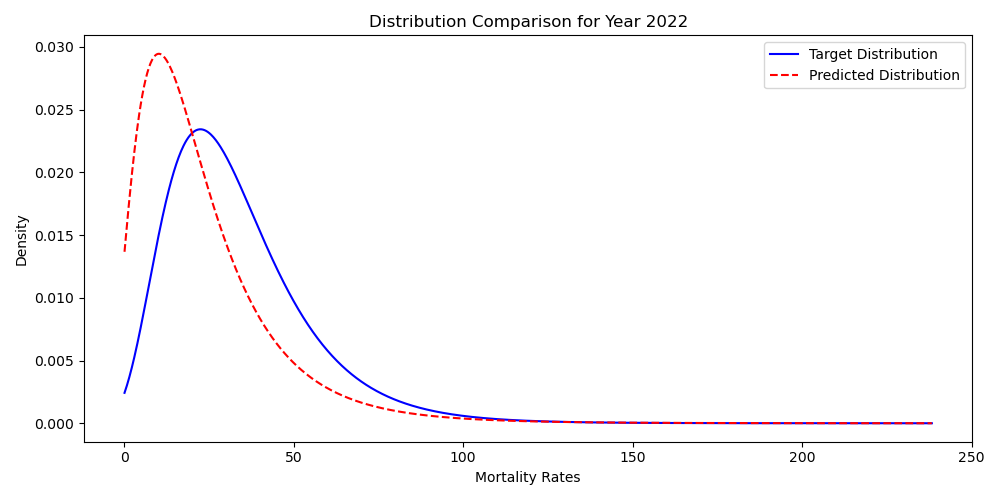 Distribution Comparison for Year 2022
Target Distribution
Predicted Distribution
0.030
0.025
0.020
0.015
0.010
0.005
0.000
Density
0 50 100 150 200 250
Mortality Rates